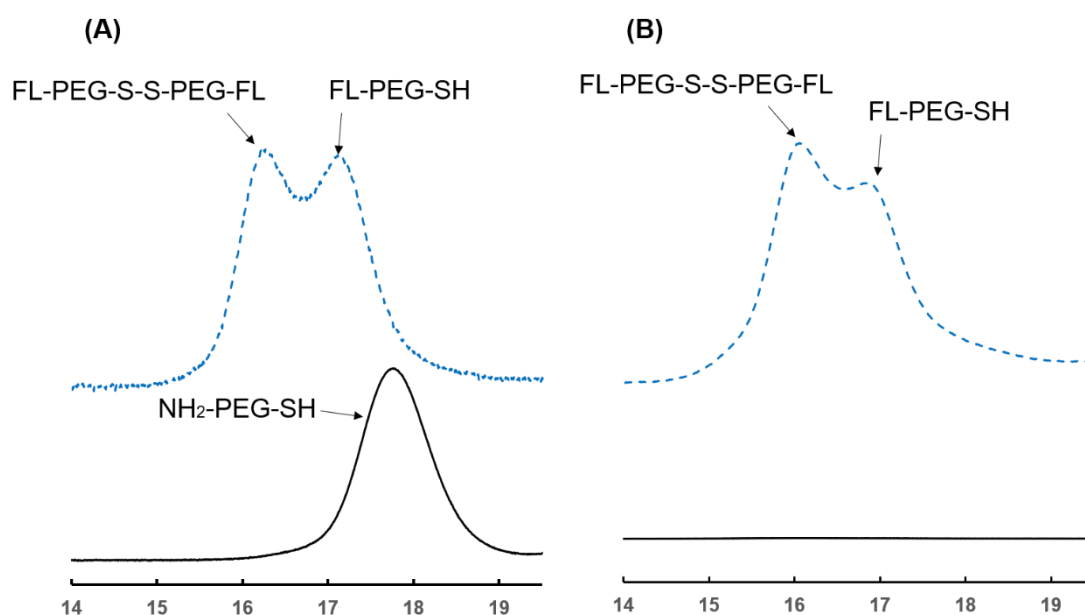 (A)
FL-PEG-S-S-PEG-FL
FL-PEG-SH
NH₂-PEG-SH
14 15 16 17 18 19
(B)
FL-PEG-S-S-PEG-FL
FL-PEG-SH
14 15 16 17 18 19